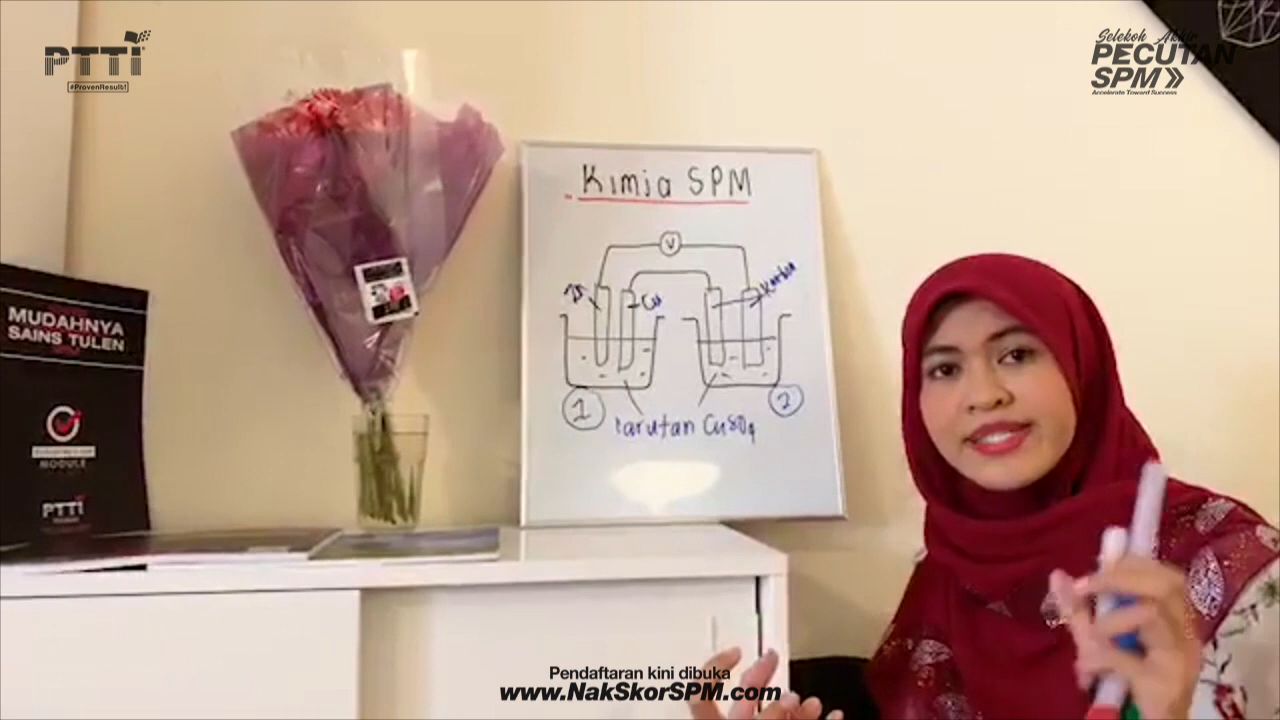 PTTi
#ProvenResult!
Selekoh Akhir
PECUTAN
SPM
Accelerate Toward Success
Kimia SPM
V
Cu
Karbon
1
2
larutan CuSO4
MUDAHNYA
SAINS TULEN
MODULE
PTTi
Pendaftaran kini dibuka
www.NakSkorSPM.com